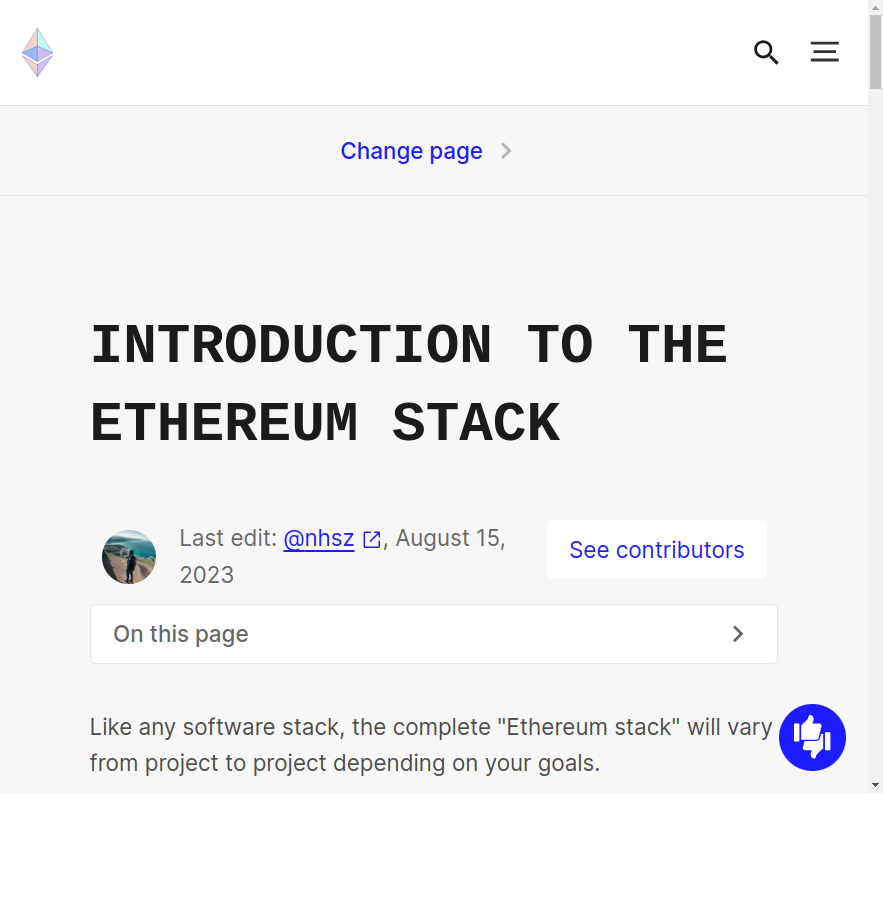 Change page
INTRODUCTION TO THE
ETHEREUM STACK
Last edit: @nhsz , August 15,
2023
See contributors
On this page
Like any software stack, the complete "Ethereum stack" will vary
from project to project depending on your goals.